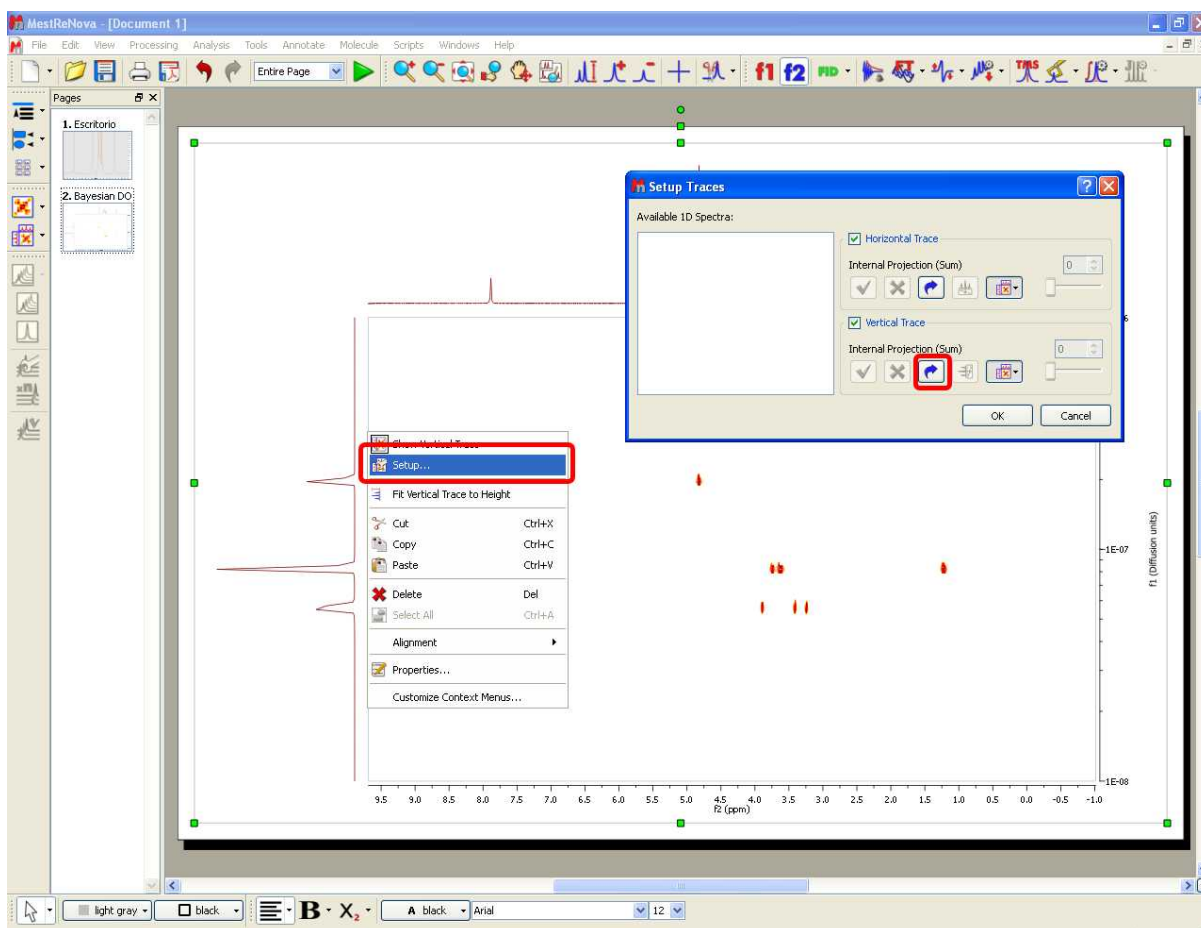 MestReNova - [Document 1]
File Edit View Processing Analysis Tools Annotate Molecule Scripts Windows Help
Entire Page f1 f2 FID TMS
Pages
1. Escritorio
2. Bayesian DO
Setup Traces
Available 1D Spectra:
Horizontal Trace
Internal Projection (Sum)
0
Vertical Trace
Internal Projection (Sum)
0
OK Cancel
Show Vertical Trace
Setup...
Fit Vertical Trace to Height
Cut Ctrl+X
Copy Ctrl+C
Paste Ctrl+V
Delete Del
Select All Ctrl+A
Alignment
Properties...
Customize Context Menus...
6
1E-07
1E-08
f1 (Diffusion units)
9.5 9.0 8.5 8.0 7.5 7.0 6.5 6.0 5.5 5.0 4.5 4.0 3.5 3.0 2.5 2.0 1.5 1.0 0.5 0.0 -0.5 -1.0
f2 (ppm)
light gray black B X2 A black Arial 12